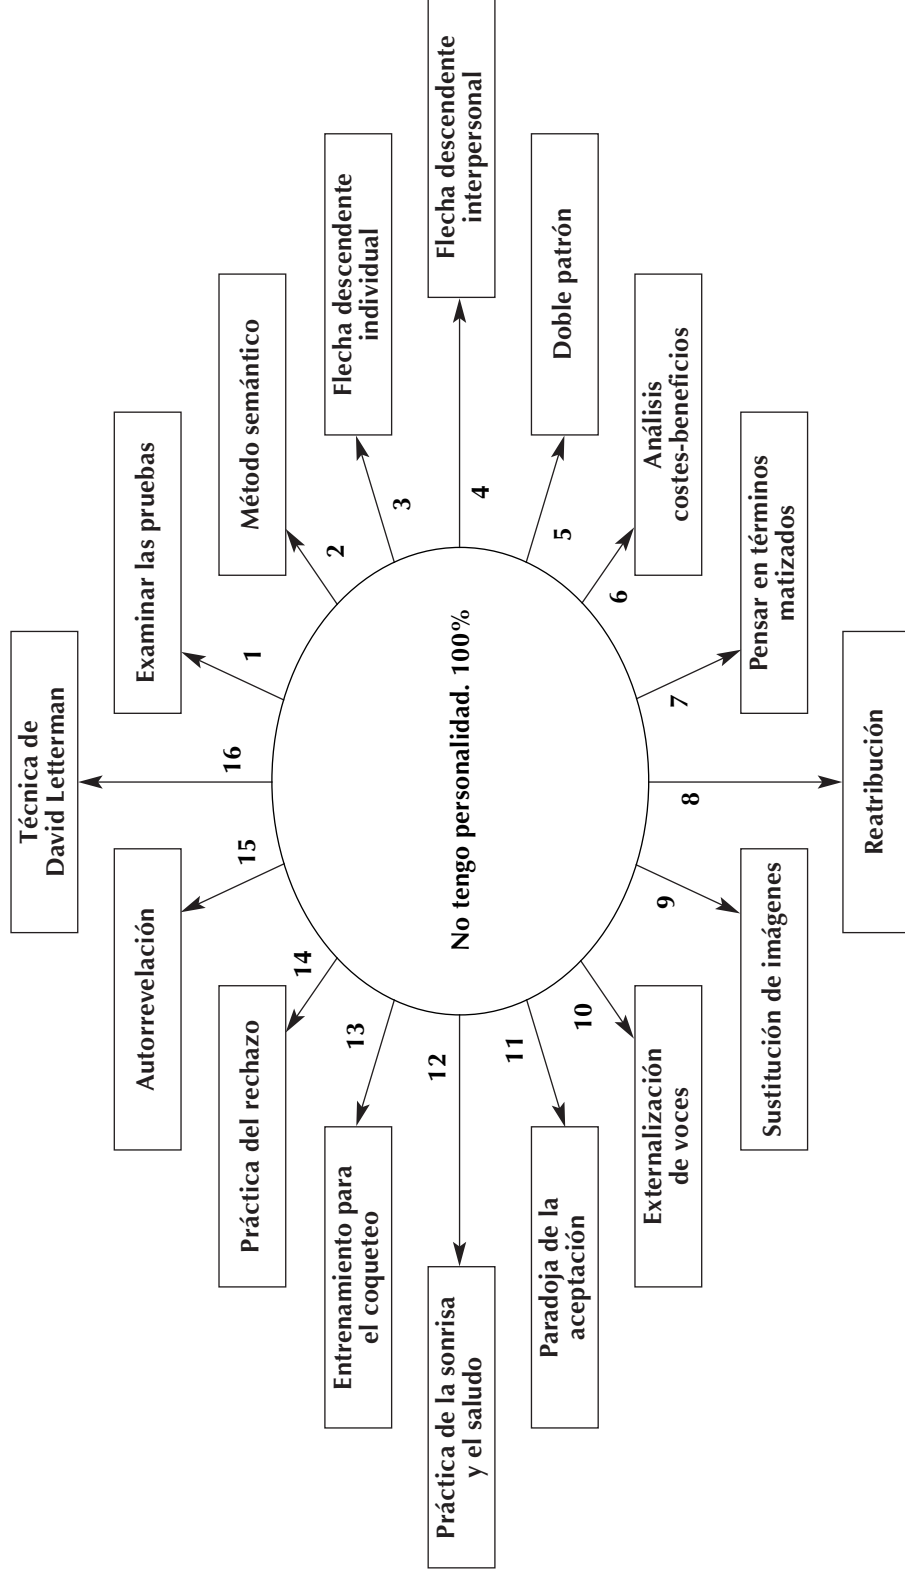 No tengo personalidad. 100%
1
Examinar las pruebas
2
Método semántico
3
Flecha descendente
individual
4
Flecha descendente
interpersonal
5
Doble patrón
6
Análisis
costes-beneficios
7
Pensar en términos
matizados
8
Reatribución
9
Sustitución de imágenes
10
Externalización
de voces
11
Paradoja de la
aceptación
12
Práctica de la sonrisa
y el saludo
13
Entrenamiento para
el coqueteo
14
Práctica del rechazo
15
Autorrevelación
16
Técnica de
David Letterman